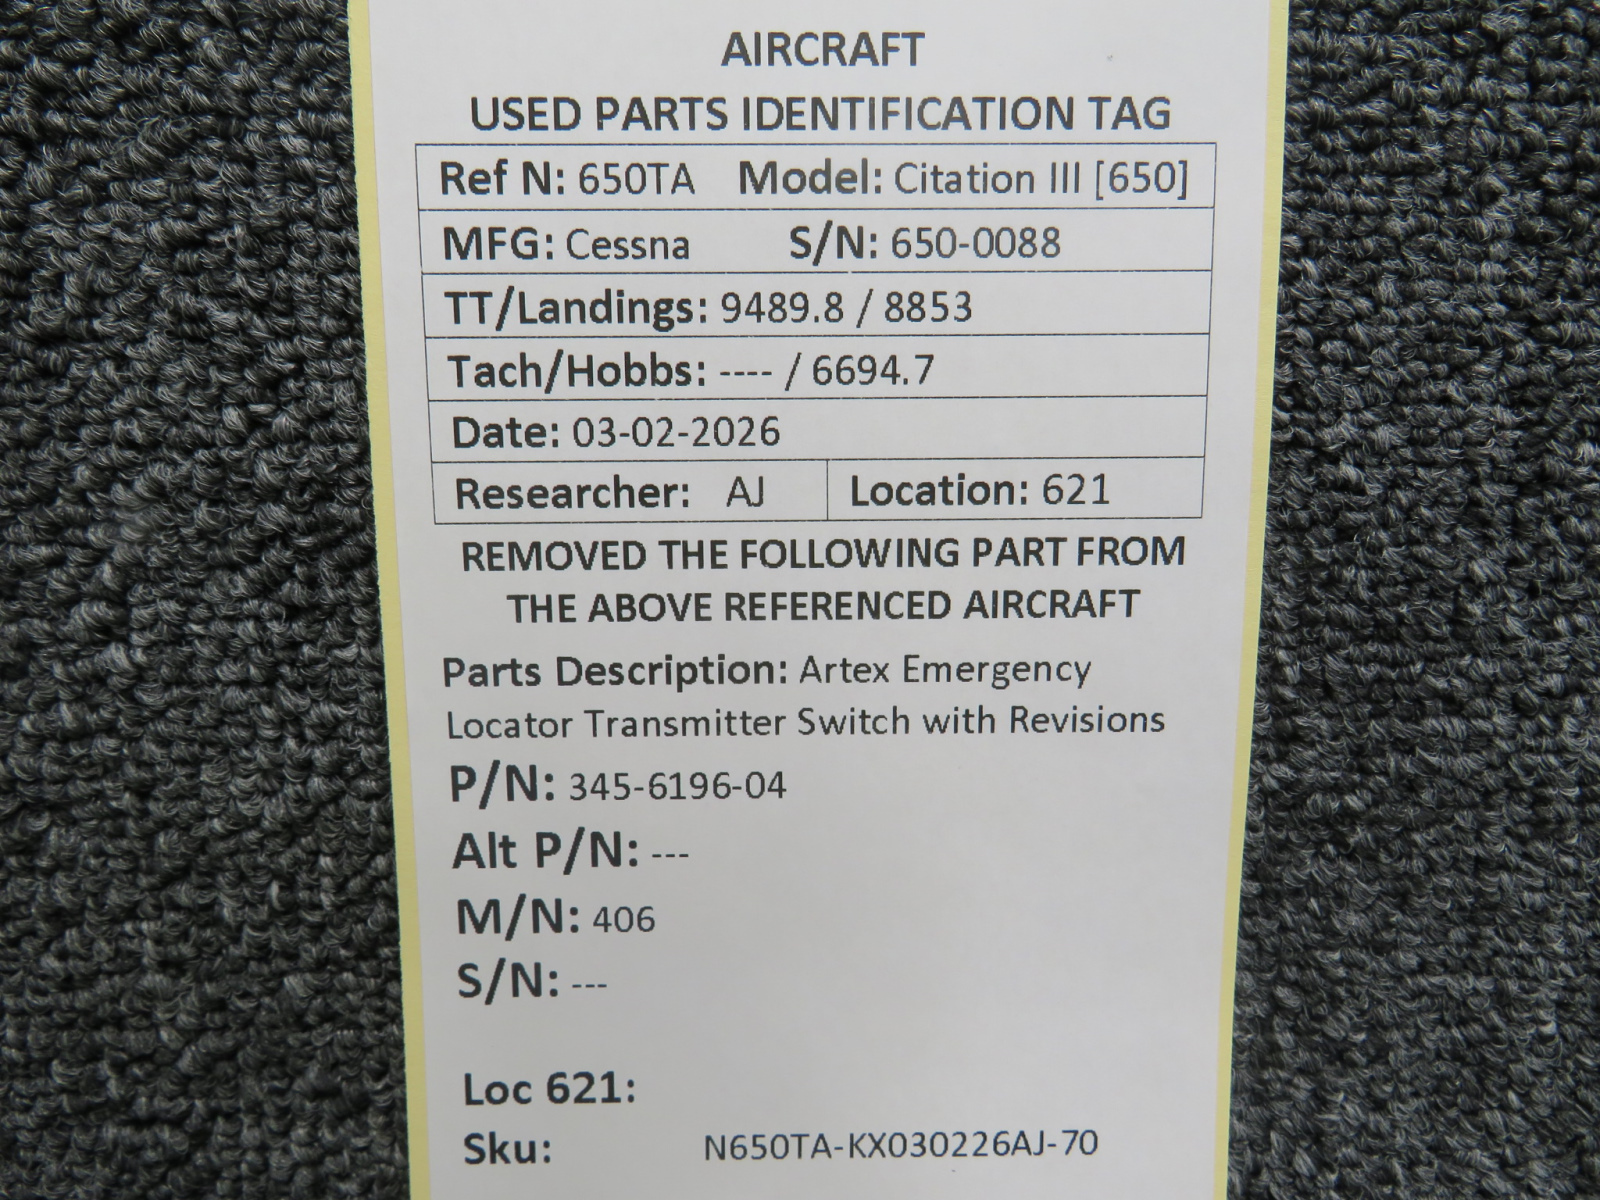 AIRCRAFT
USED PARTS IDENTIFICATION TAG
Ref N: 650TA Model: Citation III [650]
MFG: Cessna S/N: 650-0088
TT/Landings: 9489.8 / 8853
Tach/Hobbs: ---- / 6694.7
Date: 03-02-2026
Researcher: AJ Location: 621
REMOVED THE FOLLOWING PART FROM
THE ABOVE REFERENCED AIRCRAFT
Parts Description: Artex Emergency
Locator Transmitter Switch with Revisions
P/N: 345-6196-04
Alt P/N: ---
M/N: 406
S/N: ---
Loc 621:
Sku: N650TA-KX030226AJ-70